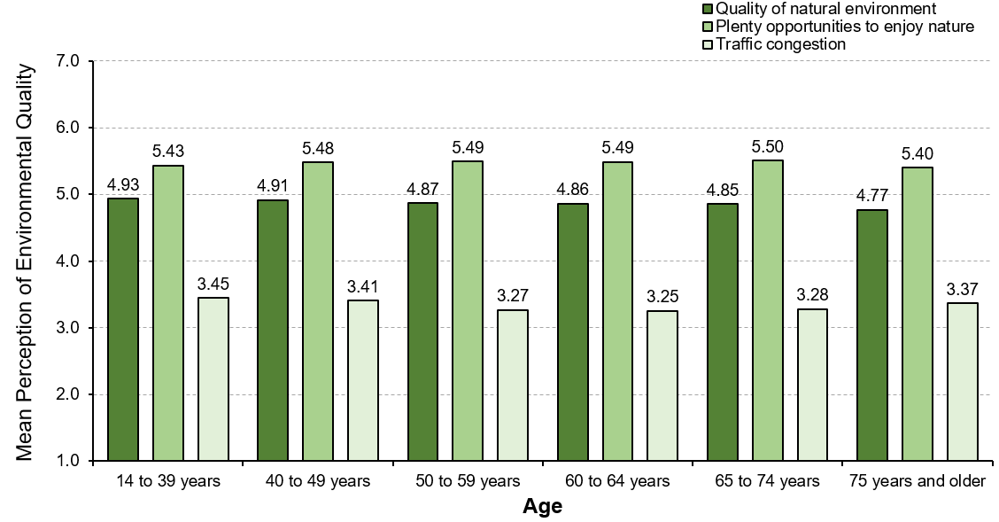 Quality of natural environment
Plenty opportunities to enjoy nature
Traffic congestion
Mean Perception of Environmental Quality
7.0
6.0
5.0
4.0
3.0
2.0
1.0
4.93 5.43 3.45
4.91 5.48 3.41
4.87 5.49 3.27
4.86 5.49 3.25
4.85 5.50 3.28
4.77 5.40 3.37
14 to 39 years 40 to 49 years 50 to 59 years 60 to 64 years 65 to 74 years 75 years and older
Age